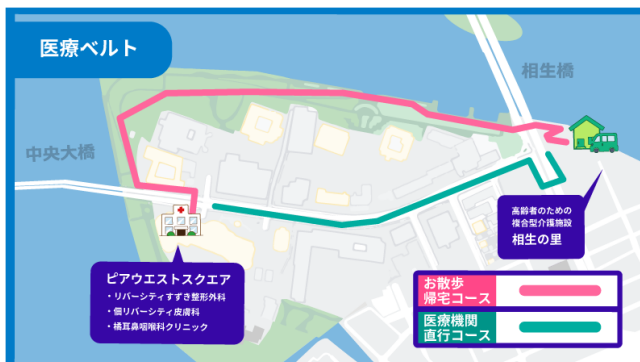 医療ベルト
相生橋
中央大橋
高齢者のための
複合型介護施設
相生の里
ピアウエストスクエア
・リバーシティすずき整形外科
・佃リバーシティ皮膚科
・橘耳鼻咽喉科クリニック
お散歩
帰宅コース
医療機関
直行コース